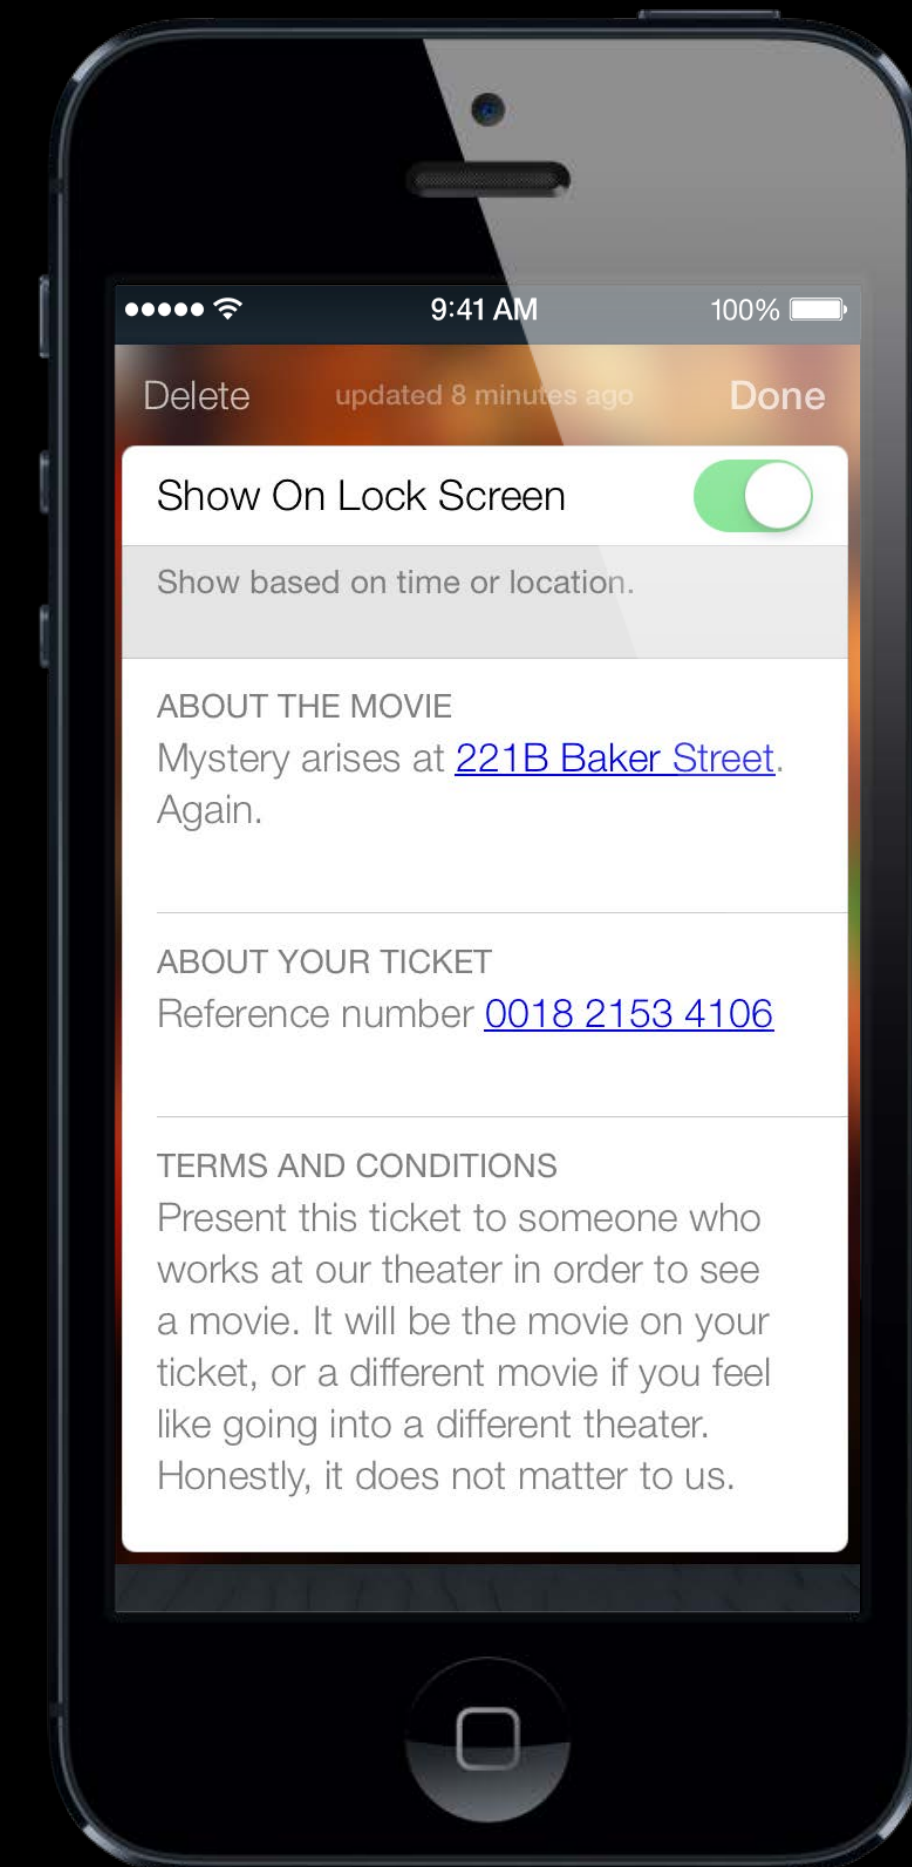 9:41 AM 100%
Delete updated 8 minutes ago Done
Show On Lock Screen
Show based on time or location.
ABOUT THE MOVIE
Mystery arises at 221B Baker Street.
Again.
ABOUT YOUR TICKET
Reference number 0018 2153 4106
TERMS AND CONDITIONS
Present this ticket to someone who
works at our theater in order to see
a movie. It will be the movie on your
ticket, or a different movie if you feel
like going into a different theater.
Honestly, it does not matter to us.